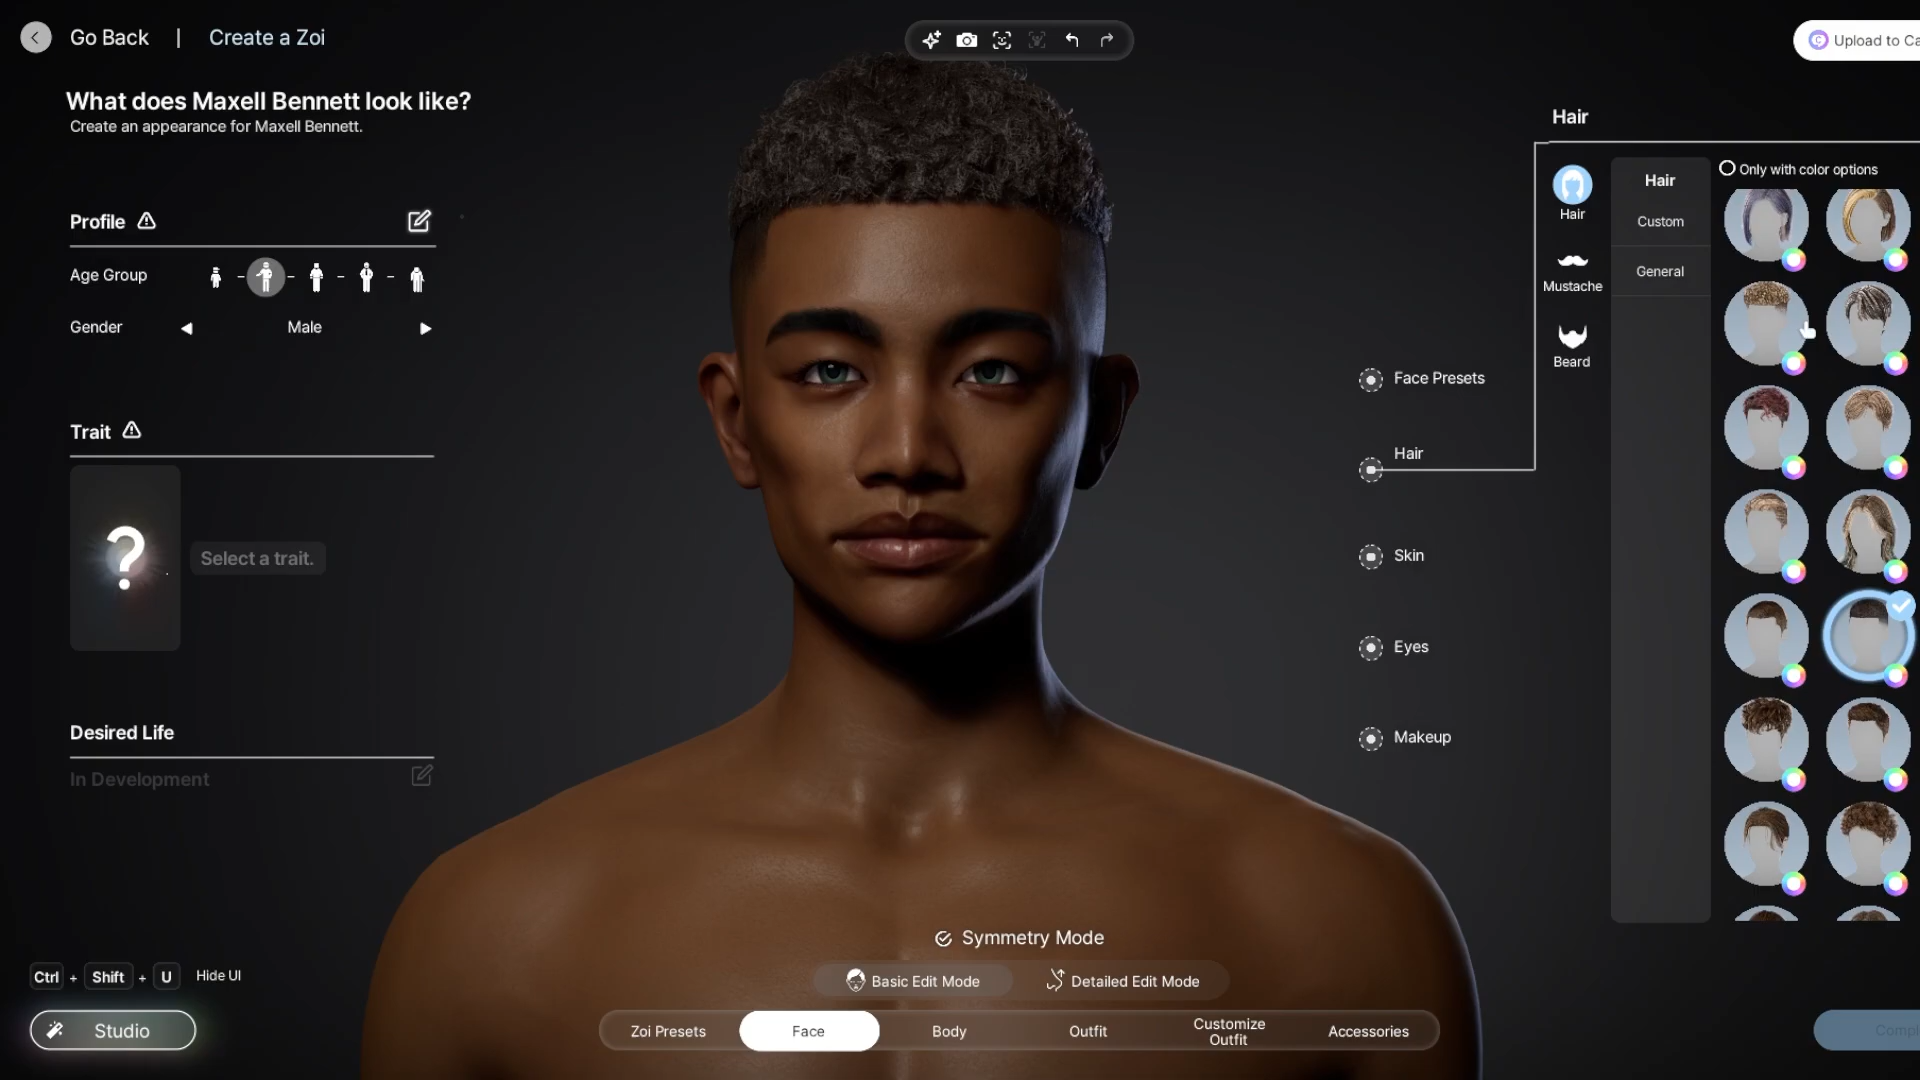 Go Back | Create a Zoi
Upload to Ca
What does Maxell Bennett look like?
Create an appearance for Maxell Bennett.
Profile
Age Group
Gender
Male
Trait
?
Select a trait.
Desired Life
In Development
Ctrl + Shift + U Hide UI
Studio
Face Presets
Hair
Skin
Eyes
Makeup
Hair
Hair
Mustache
Beard
Hair
Custom
General
Only with color options
Symmetry Mode
Basic Edit Mode
Detailed Edit Mode
Zoi Presets
Face
Body
Outfit
Customize
Outfit
Accessories
Compl